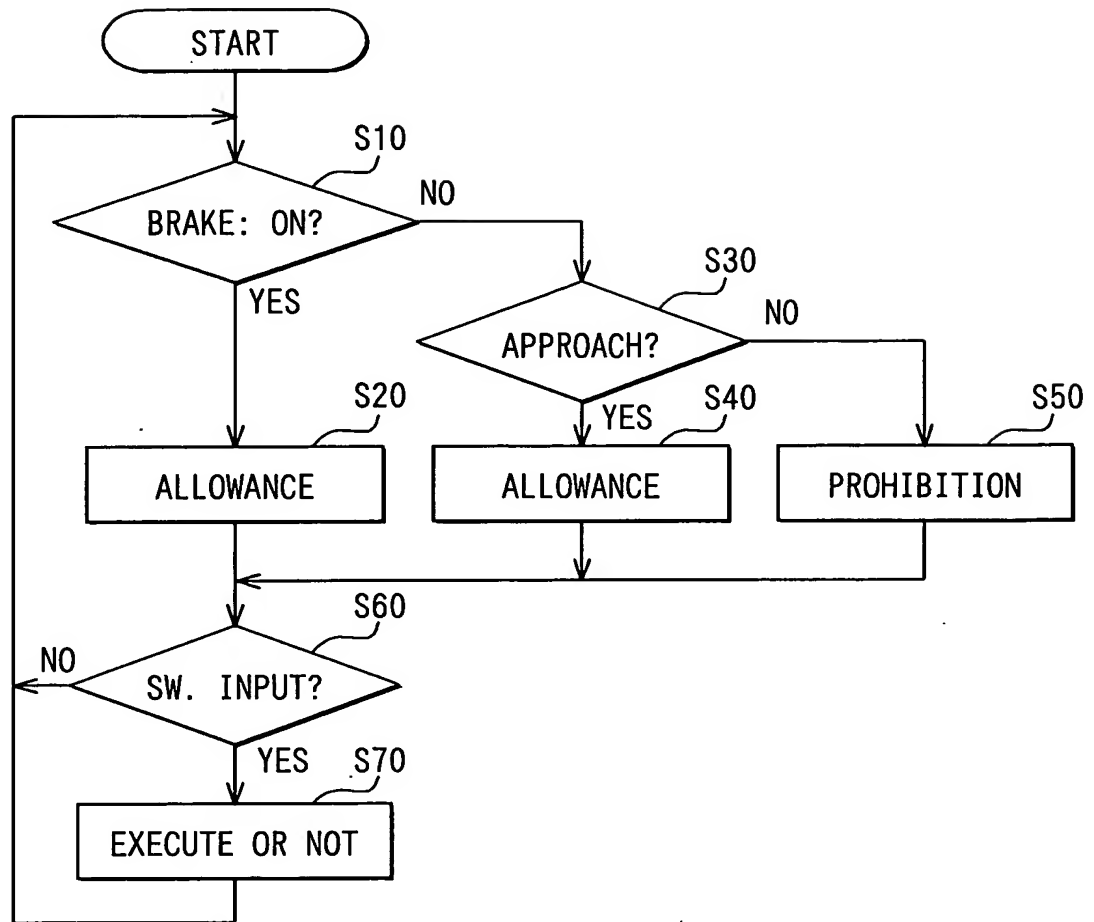 START
S10
BRAKE: ON?
NO
YES
S30
APPROACH?
NO
YES
S20
ALLOWANCE
S40
ALLOWANCE
S50
PROHIBITION
S60
SW. INPUT?
NO
YES
S70
EXECUTE OR NOT